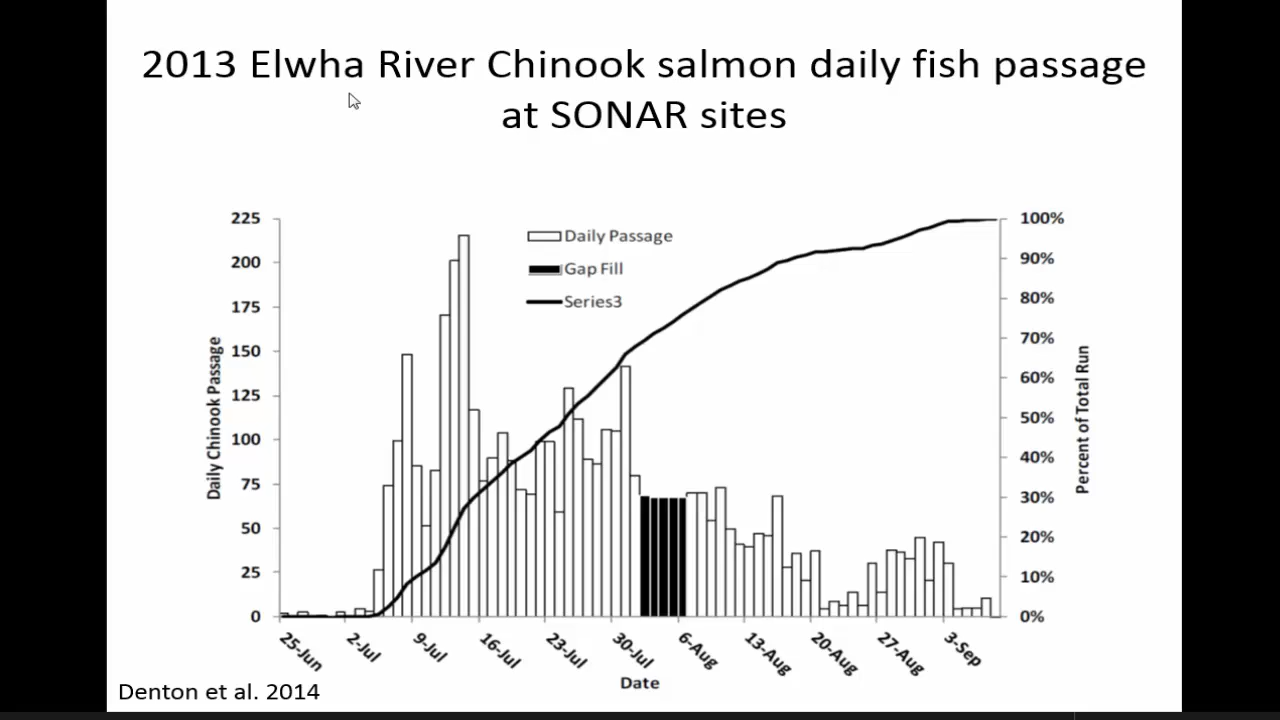 2013 Elwha River Chinook salmon daily fish passage
at SONAR sites
225
200
175
150
125
100
75
50
25
0
Daily Chinook Passage
Daily Passage
Gap Fill
Series3
100%
90%
80%
70%
60%
50%
40%
30%
20%
10%
0%
Percent of Total Run
25-Jun
2-Jul
9-Jul
16-Jul
23-Jul
30-Jul
6-Aug
13-Aug
20-Aug
27-Aug
3-Sep
Date
Denton et al. 2014